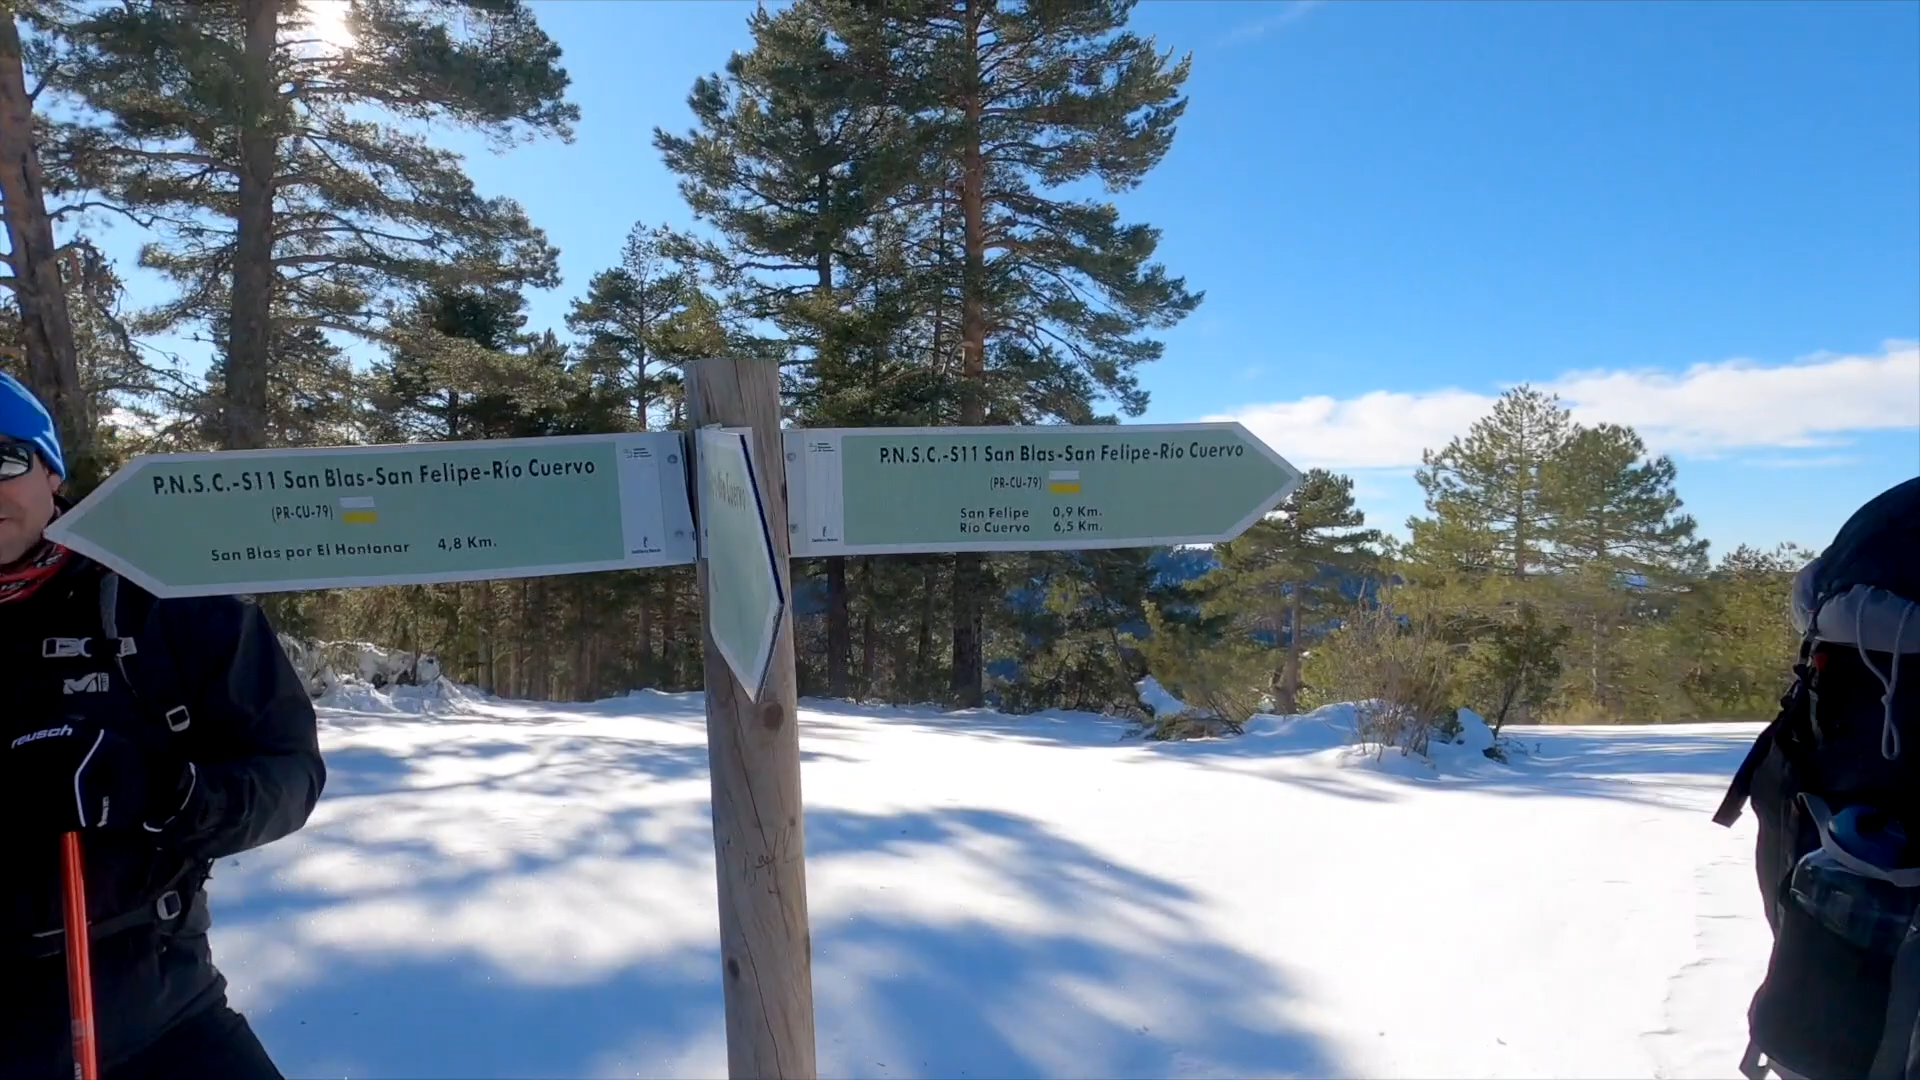 P.N.S.C.-S11 San Blas-San Felipe-Río Cuervo
(PR-CU-79)
San Blas por El Hontanar 4,8 Km.
P.N.S.C.-S11 San Blas-San Felipe-Río Cuervo
(PR-CU-79)
San Felipe 0,9 Km.
Río Cuervo 6,5 Km.
reusch